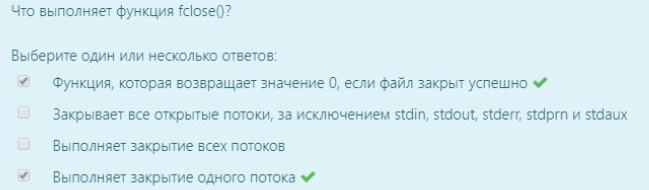 Что выполняет функция fclose()?
Выберите один или несколько ответов:
Функция, которая возвращает значение 0, если файл закрыт успешно
Закрывает все открытые потоки, за исключением stdin, stdout, stderr, stdprn и stdaux
Выполняет закрытие всех потоков
Выполняет закрытие одного потока